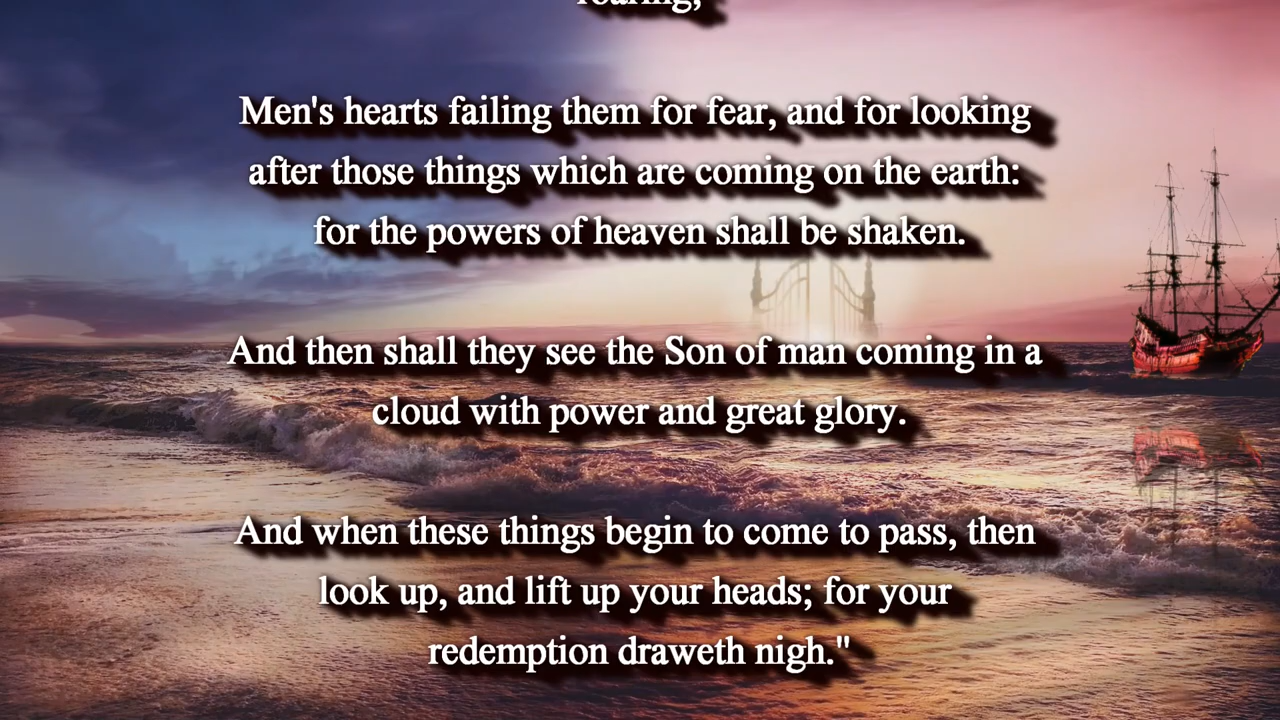 roaring,
Men's hearts failing them for fear, and for looking
after those things which are coming on the earth:
for the powers of heaven shall be shaken.
And then shall they see the Son of man coming in a
cloud with power and great glory.
And when these things begin to come to pass, then
look up, and lift up your heads; for your
redemption draweth nigh."